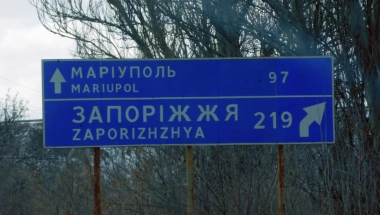 МАРІУПОЛЬ 97
MARIUPOL
ЗАПОРІЖЖЯ 219
ZAPORIZHZHYA